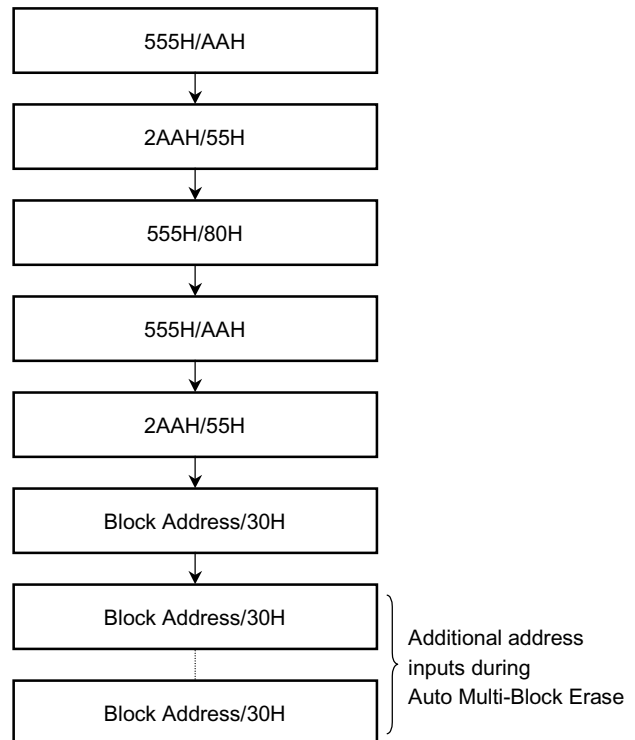 555H/AAH
2AAH/55H
555H/80H
555H/AAH
2AAH/55H
Block Address/30H
Block Address/30H
Additional address
inputs during
Auto Multi-Block Erase
Block Address/30H